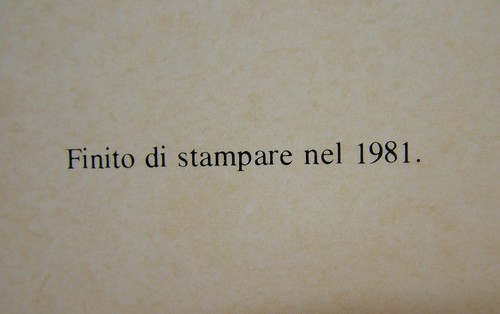 Finito di stampare nel 1981.